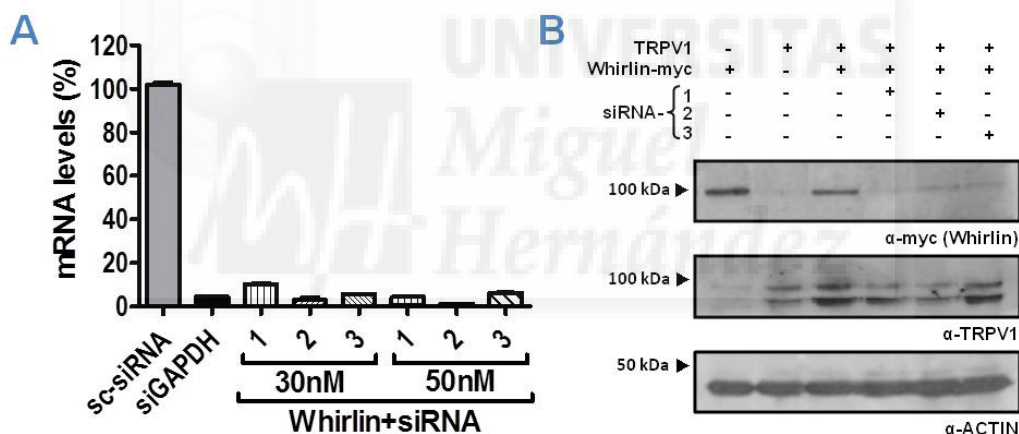 A
mRNA levels (%)
120
100
80
60
40
20
0
sc-siRNA
siGAPDH
1 2 3 1 2 3
30nM 50nM
Whirlin+siRNA
UNIVERSITAS
Miguel
Hernández
B
TRPV1 - + + + + +
Whirlin-myc + - + + + +
siRNA-
1 - - - + - -
2 - - - - + -
3 - - - - - +
100 kDa
α-myc (Whirlin)
100 kDa
α-TRPV1
50 kDa
α-ACTIN